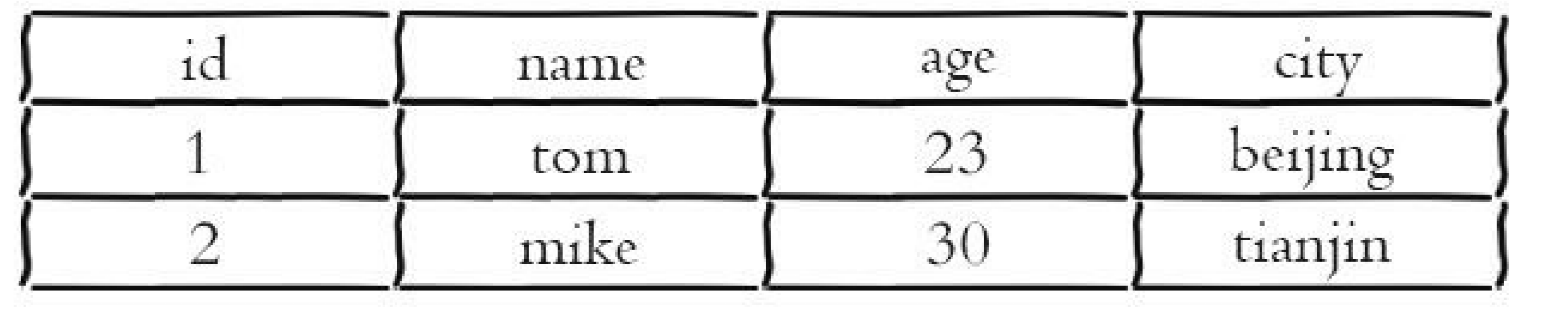 id name age city
1 tom 23 beijing
2 mike 30 tianjin